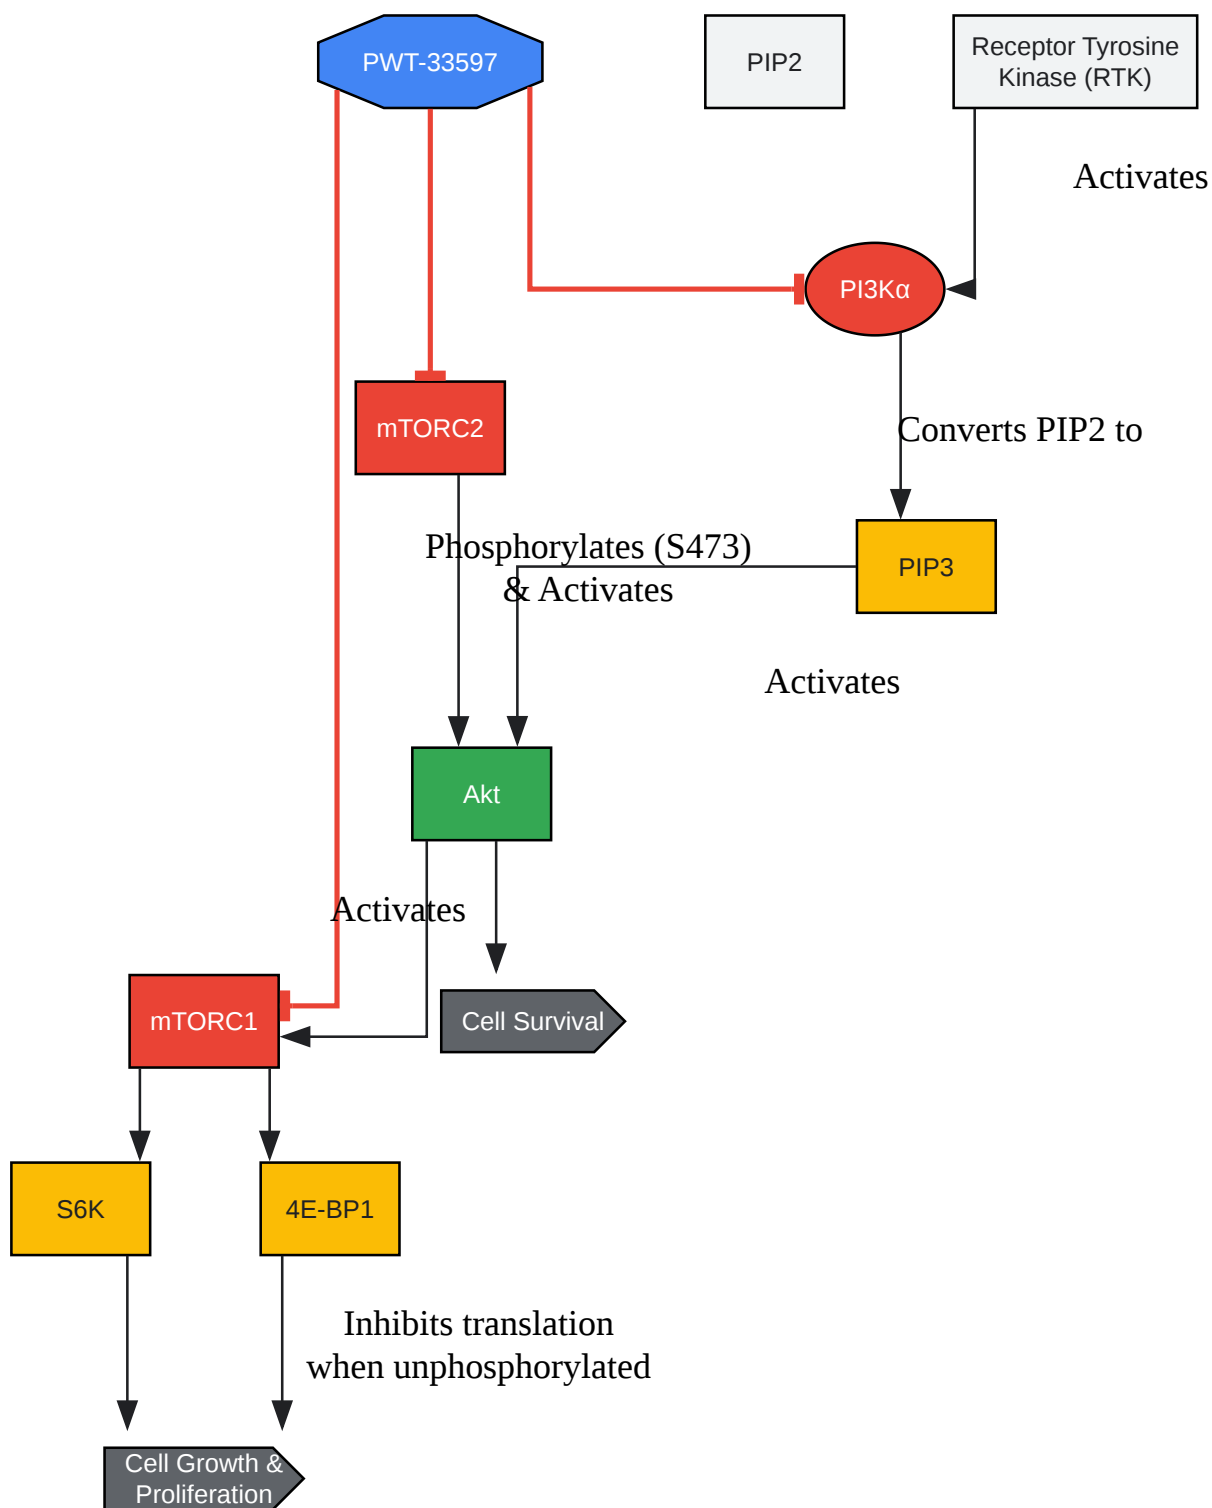 PWT-33597
PIP2
Receptor Tyrosine
Kinase (RTK)
Activates
PI3Kα
mTORC2
Converts PIP2 to
Phosphorylates (S473)
& Activates
PIP3
Activates
Akt
Activates
mTORC1
Cell Survival
S6K
4E-BP1
Inhibits translation
when unphosphorylated
Cell Growth &
Proliferation